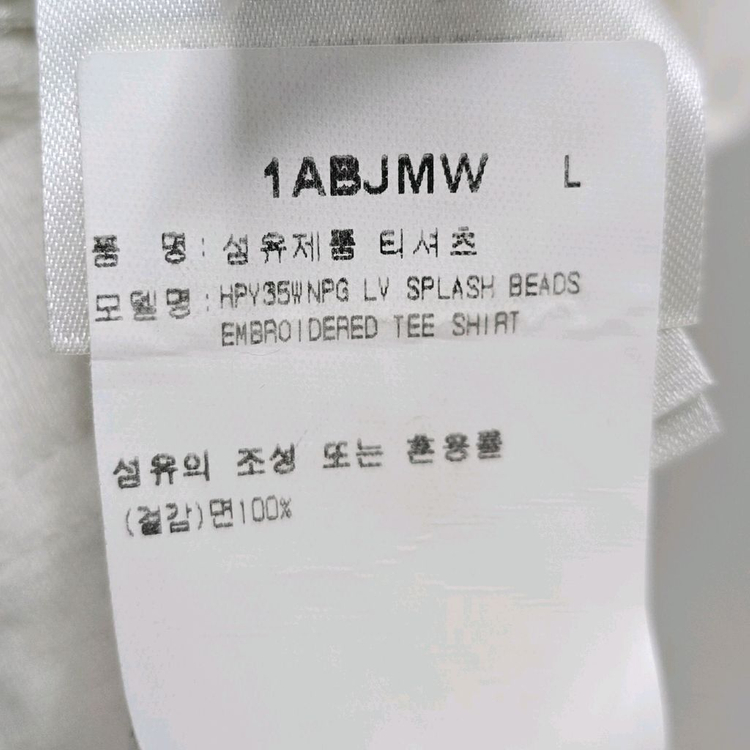 1ABJMW L
품 명 : 섬유제품 티셔츠
모델명 : HPY35WNPG LV SPLASH BEADS
EMBROIDERED TEE SHIRT
섬유의 조성 또는 혼용률
(겉감)면100%